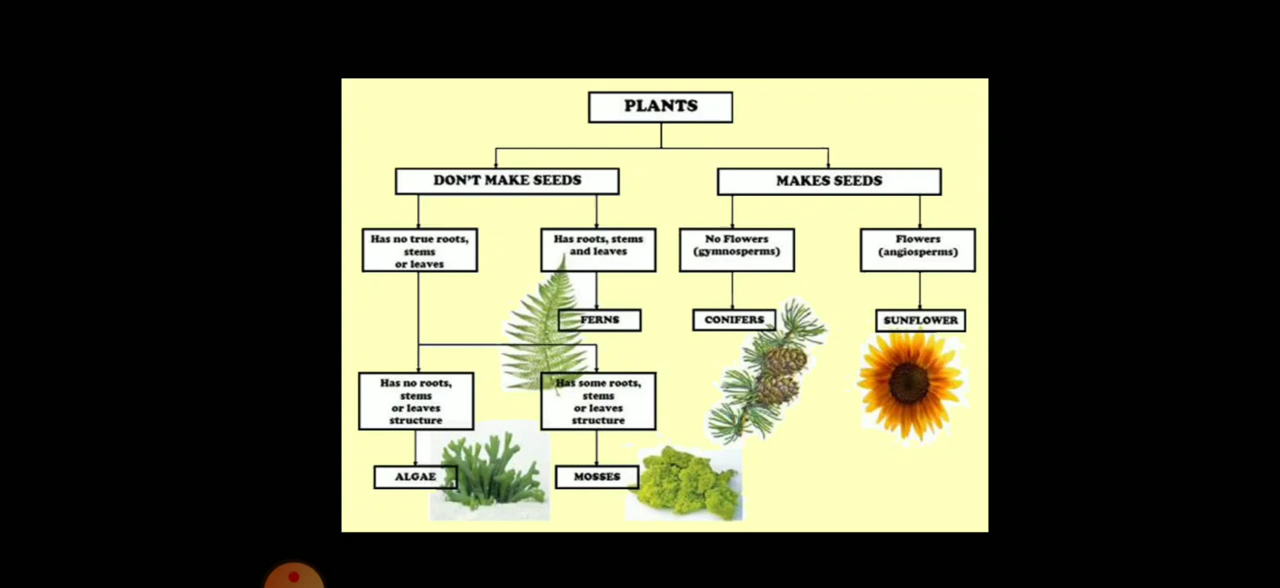 PLANTS
DON'T MAKE SEEDS
MAKES SEEDS
Has no true roots,
stems
or leaves
Has roots, stems
and leaves
No Flowers
(gymnosperms)
Flowers
(angiosperms)
FERNS
CONIFERS
SUNFLOWER
Has no roots,
stems
or leaves
structure
Has some roots,
stems
or leaves
structure
ALGAE
MOSSES